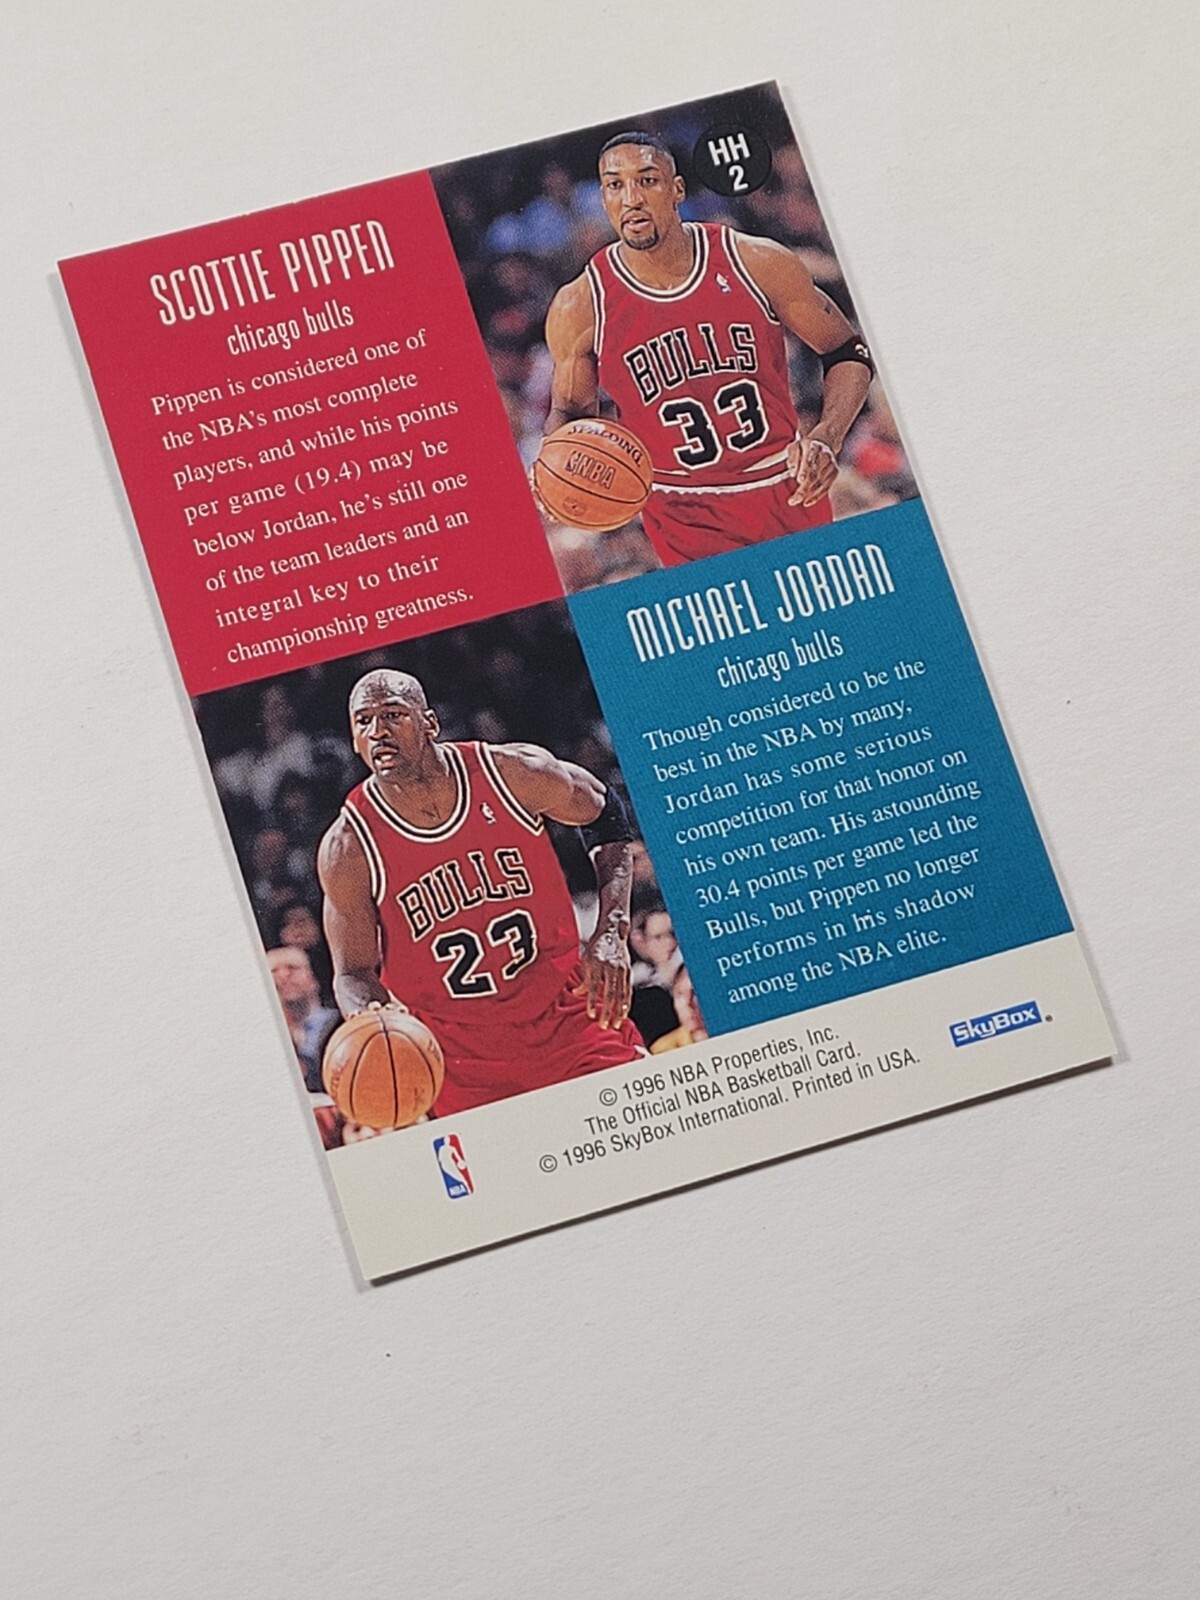 SCOTTIE PIPPEN
chicago bulls
Pippen is considered one of
the NBA's most complete
players, and while his points
per game (19.4) may be
below Jordan, he's still one
of the team leaders and an
integral key to their
championship greatness.
HH
2
BULLS
33
SPALDING
NBA
MICHAEL JORDAN
chicago bulls
Though considered to be the
best in the NBA by many,
Jordan has some serious
competition for that honor on
his own team. His astounding
30.4 points per game led the
Bulls, but Pippen no longer
performs in his shadow
among the NBA elite.
BULLS
23
© 1996 NBA Properties, Inc.
The Official NBA Basketball Card.
© 1996 SkyBox International. Printed in USA.
SkyBox
NBA